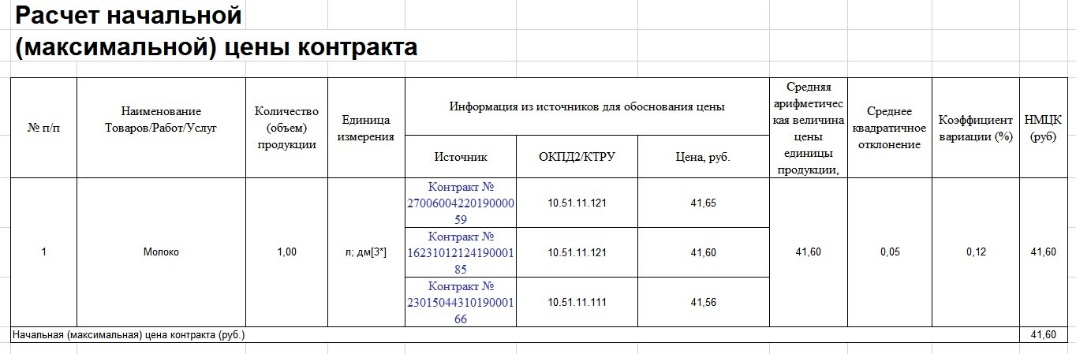 Расчет начальной
(максимальной) цены контракта
№ п/п
Наименование
Товаров/Работ/Услуг
Количество
(объем)
продукции
Единица
измерения
Информация из источников для обоснования цены
Источник
ОКПД2/КТРУ
Цена, руб.
Средняя
арифметичес
кая величина
цены
единицы
продукции,
Среднее
квадратичное
отклонение
Коэффициент
вариации (%)
НМЦК
(руб)
1
Молоко
1,00
л; дм[3*]
Контракт №
27006004220190000
59
10.51.11.121
41,65
Контракт №
16231012124190001
85
10.51.11.121
41,60
Контракт №
23015044310190001
66
10.51.11.111
41,56
41,60
0,05
0,12
41,60
Начальная (максимальная) цена контракта (руб.)
41,60